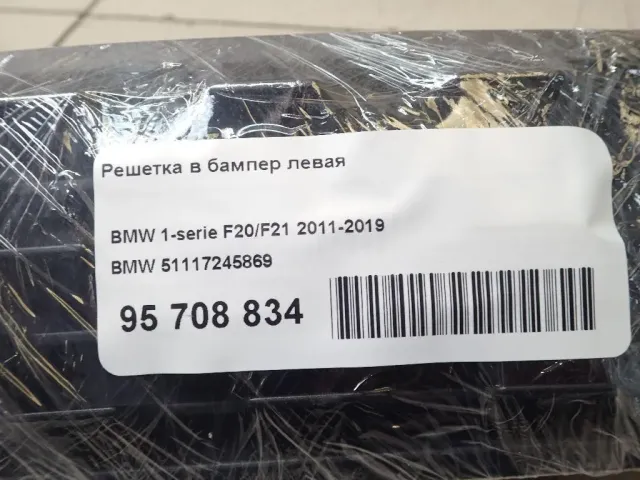 Решетка в бампер левая
BMW 1-serie F20/F21 2011-2019
BMW 51117245869
95 708 834